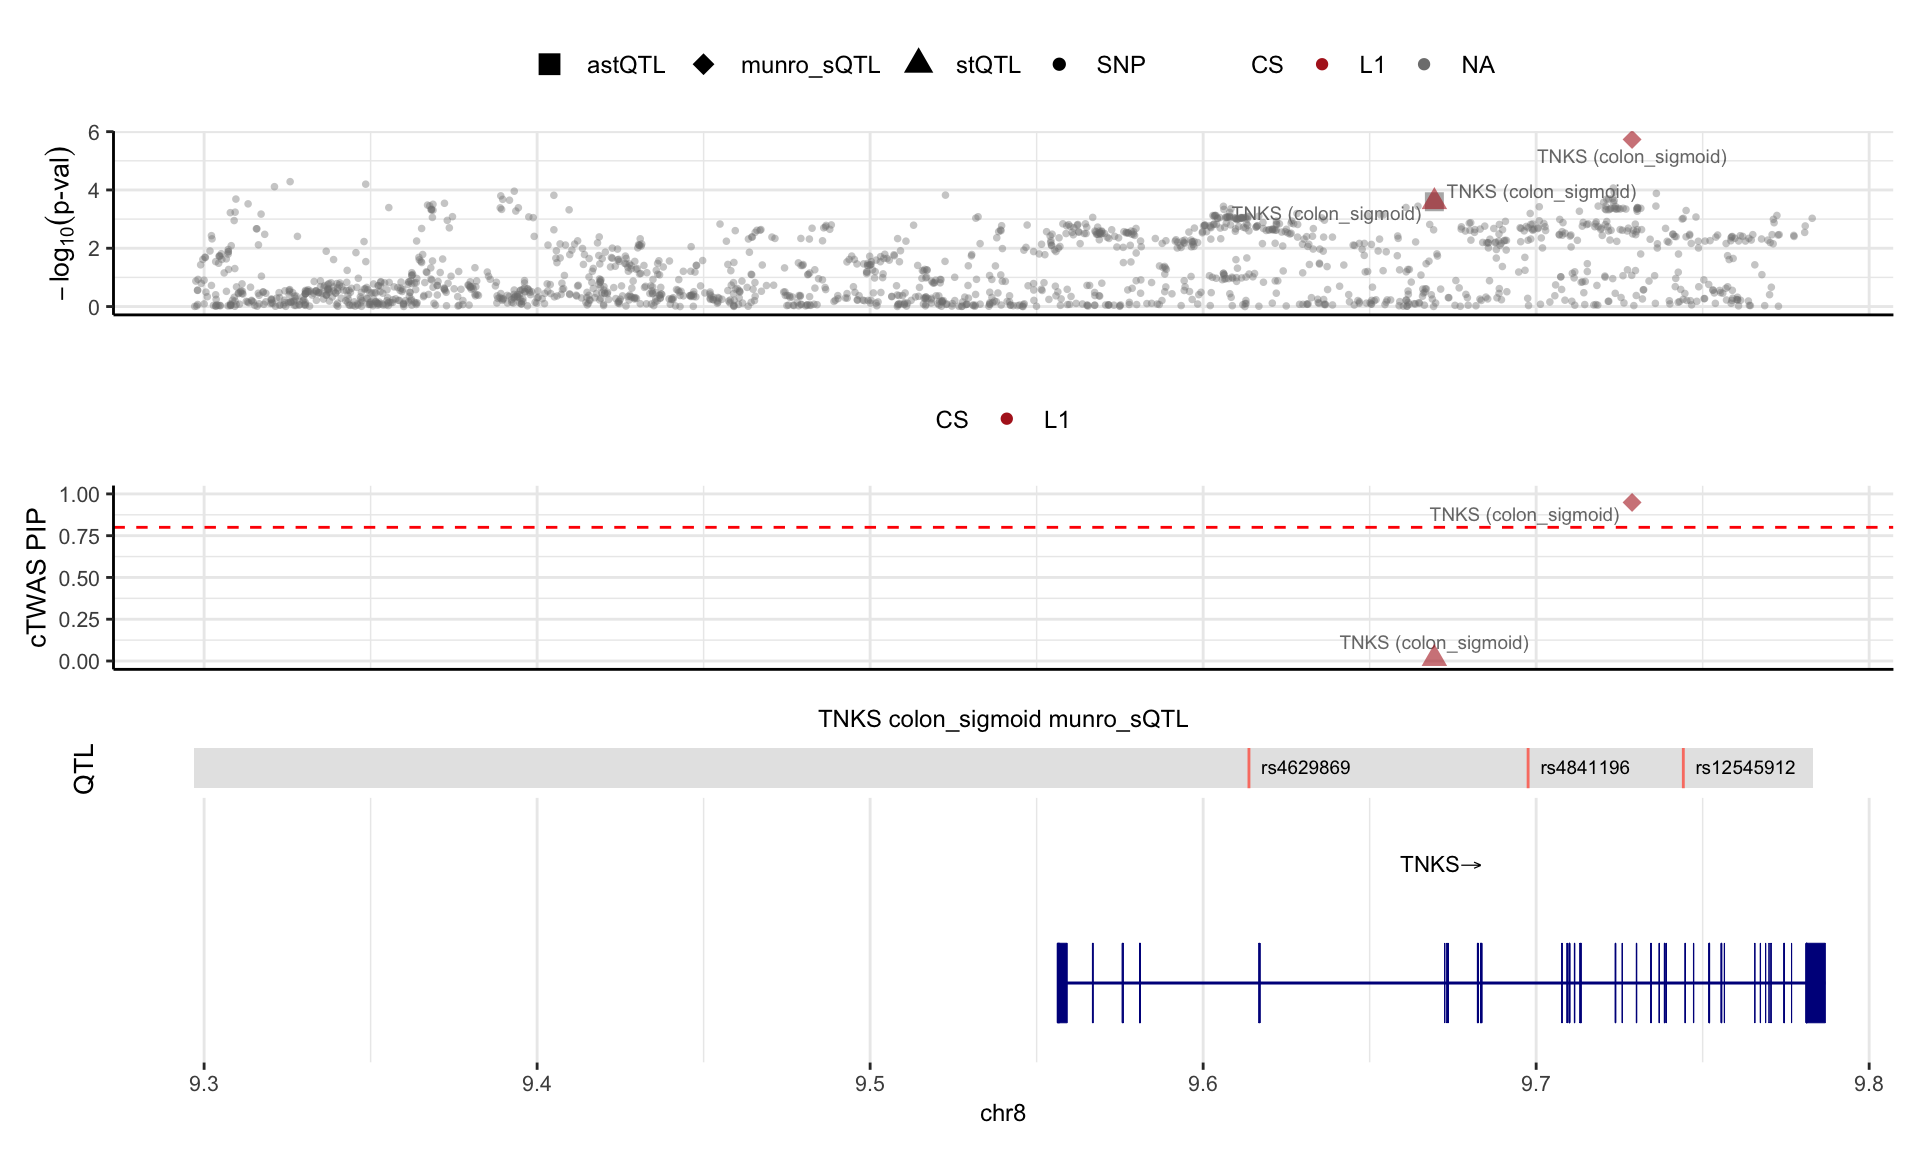 astQTL munro_sQTL stQTL SNP CS L1 NA
−log10(p-val)
6
4
2
0
TNKS (colon_sigmoid)
TNKS (colon_sigmoid)
TNKS (colon_sigmoid)
CS L1
cTWAS PIP
1.00
0.75
0.50
0.25
0.00
TNKS (colon_sigmoid)
TNKS (colon_sigmoid)
TNKS colon_sigmoid munro_sQTL
QTL
rs4629869 rs4841196 rs12545912
TNKS→
9.3 9.4 9.5 9.6 9.7 9.8
chr8